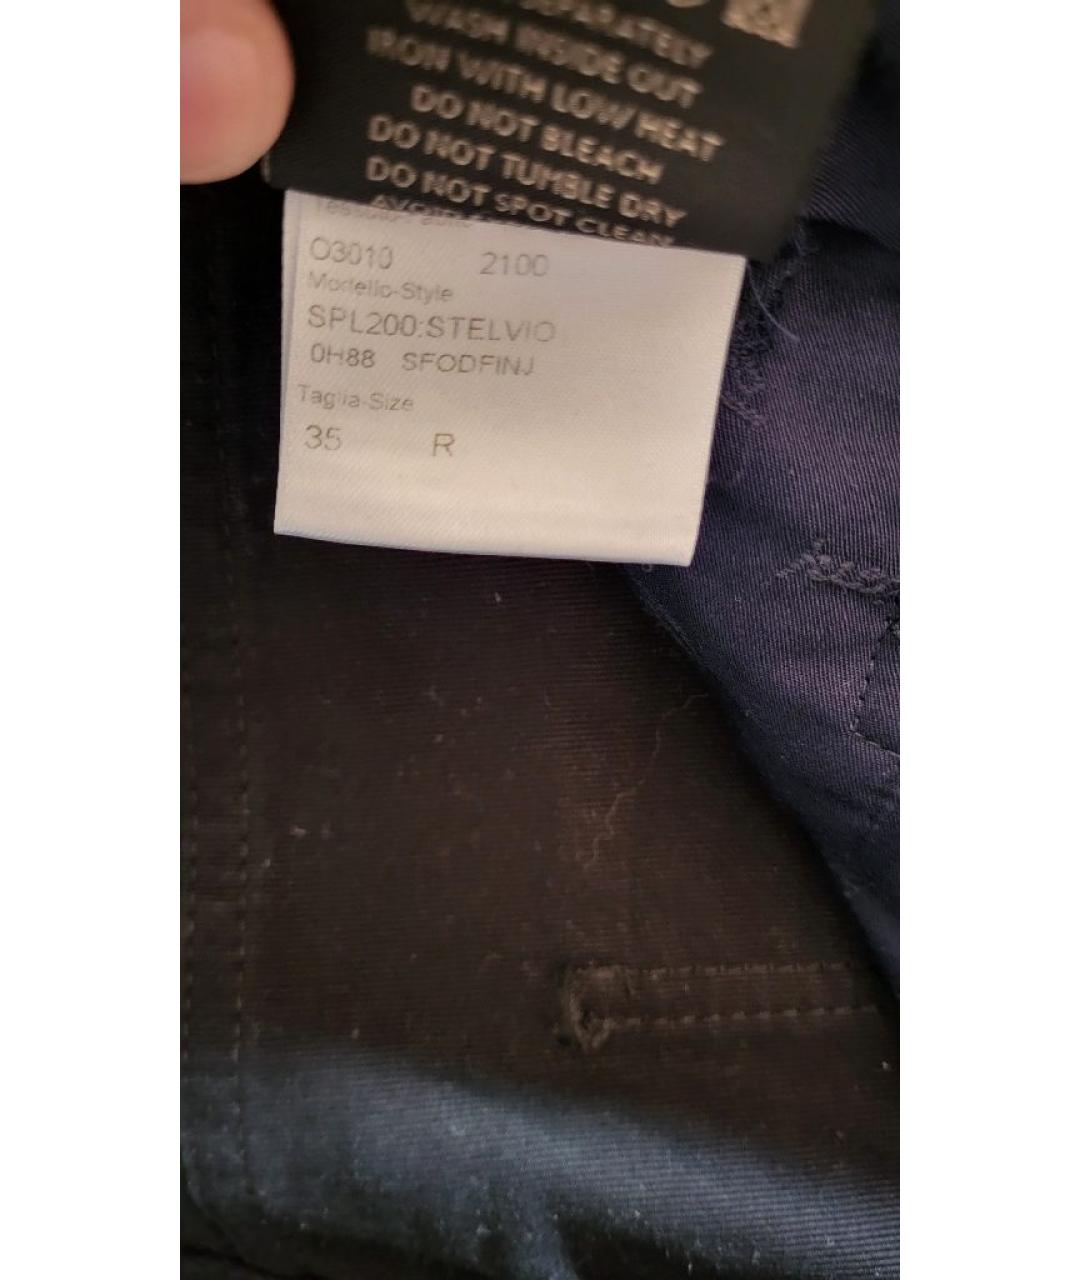 SEPARATELY
WASH INSIDE OUT
IRON WITH LOW HEAT
DO NOT BLEACH
DO NOT TUMBLE DRY
DO NOT SPOT CLEAN
O3010 2100
Modello-Style
SPL200:STELVIO
0H88 SFODFINJ
Taglia-Size
35 R